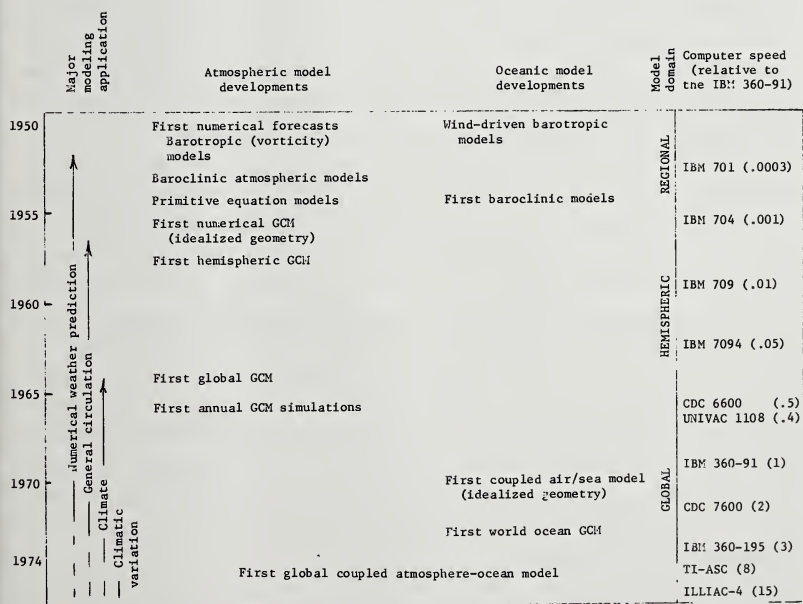 Major
modeling
application
Atmospheric model
developments
Oceanic model
developments
Model
domain
Computer speed
(relative to
the IBM 360-91)
1950
1955
1960
1965
1970
1974
Numerical weather prediction
General circulation
Climate
Climatic
variation
First numerical forecasts
Barotropic (vorticity)
models
Baroclinic atmospheric models
Primitive equation models
First numerical GCM
(idealized geometry)
First hemispheric GCM
First global GCM
First annual GCM simulations
Wind-driven barotropic
models
First baroclinic models
First coupled air/sea model
(idealized geometry)
First world ocean GCM
First global coupled atmosphere-ocean model
REGIONAL
HEMISPHERIC
GLOBAL
IBM 701 (.0003)
IBM 704 (.001)
IBM 709 (.01)
IBM 7094 (.05)
CDC 6600 (.5)
UNIVAC 1108 (.4)
IBM 360-91 (1)
CDC 7600 (2)
IBM 360-195 (3)
TI-ASC (8)
ILLIAC-4 (15)